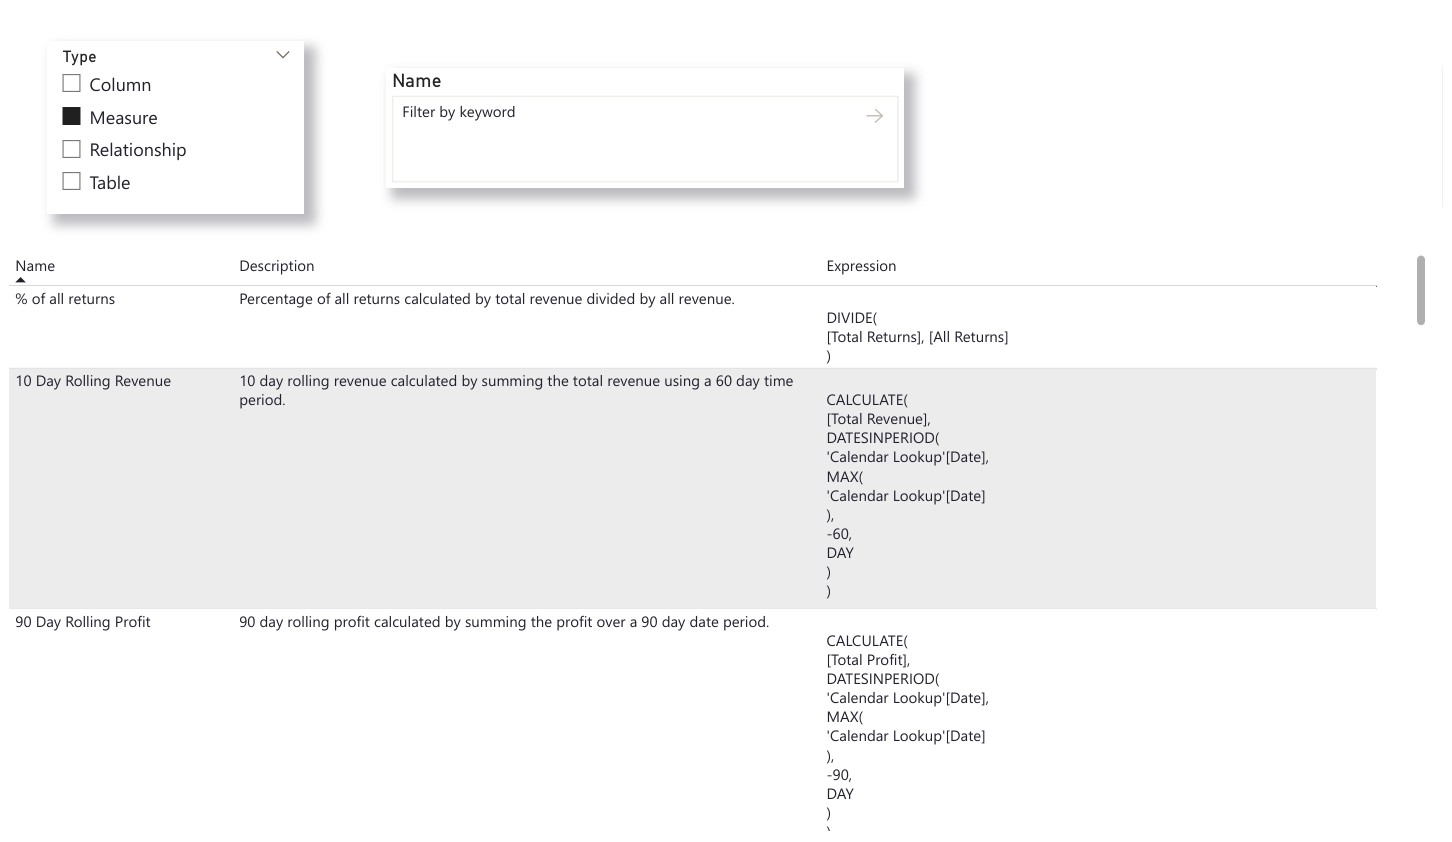 Type
Column
Measure
Relationship
Table
Name
Filter by keyword
Name Description Expression
% of all returns Percentage of all returns calculated by total revenue divided by all revenue.
DIVIDE(
[Total Returns], [All Returns]
)
10 Day Rolling Revenue 10 day rolling revenue calculated by summing the total revenue using a 60 day time
period.
CALCULATE(
[Total Revenue],
DATESINPERIOD(
'Calendar Lookup'[Date],
MAX(
'Calendar Lookup'[Date]
),
-60,
DAY
)
)
90 Day Rolling Profit 90 day rolling profit calculated by summing the profit over a 90 day date period.
CALCULATE(
[Total Profit],
DATESINPERIOD(
'Calendar Lookup'[Date],
MAX(
'Calendar Lookup'[Date]
),
-90,
DAY
)
)